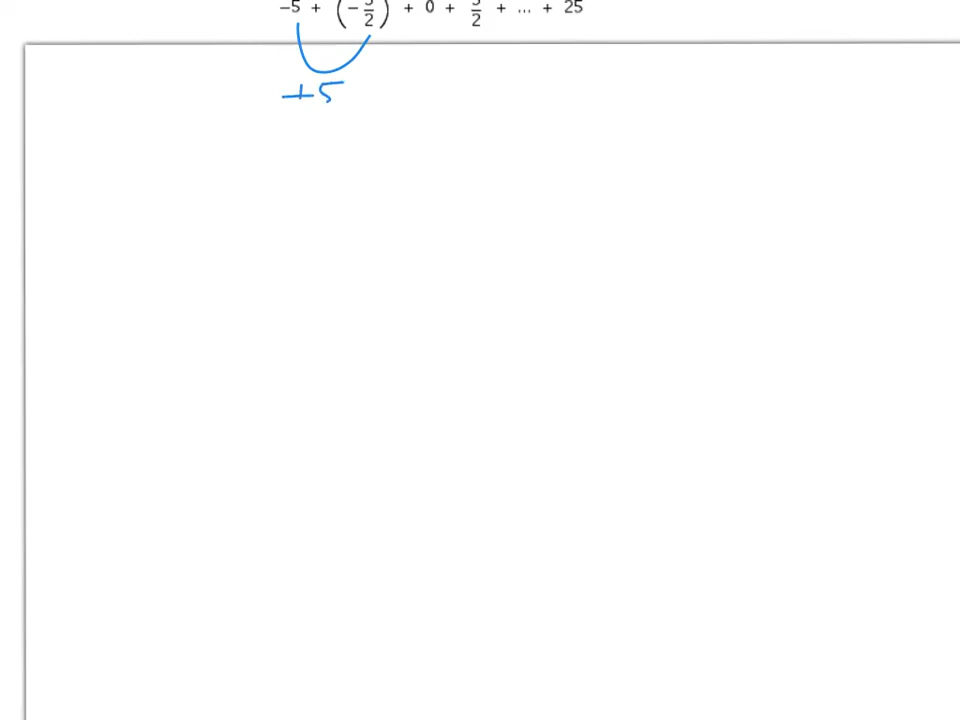 −5 + (−5/2) + 0 + 5/2 + ... + 25
+5